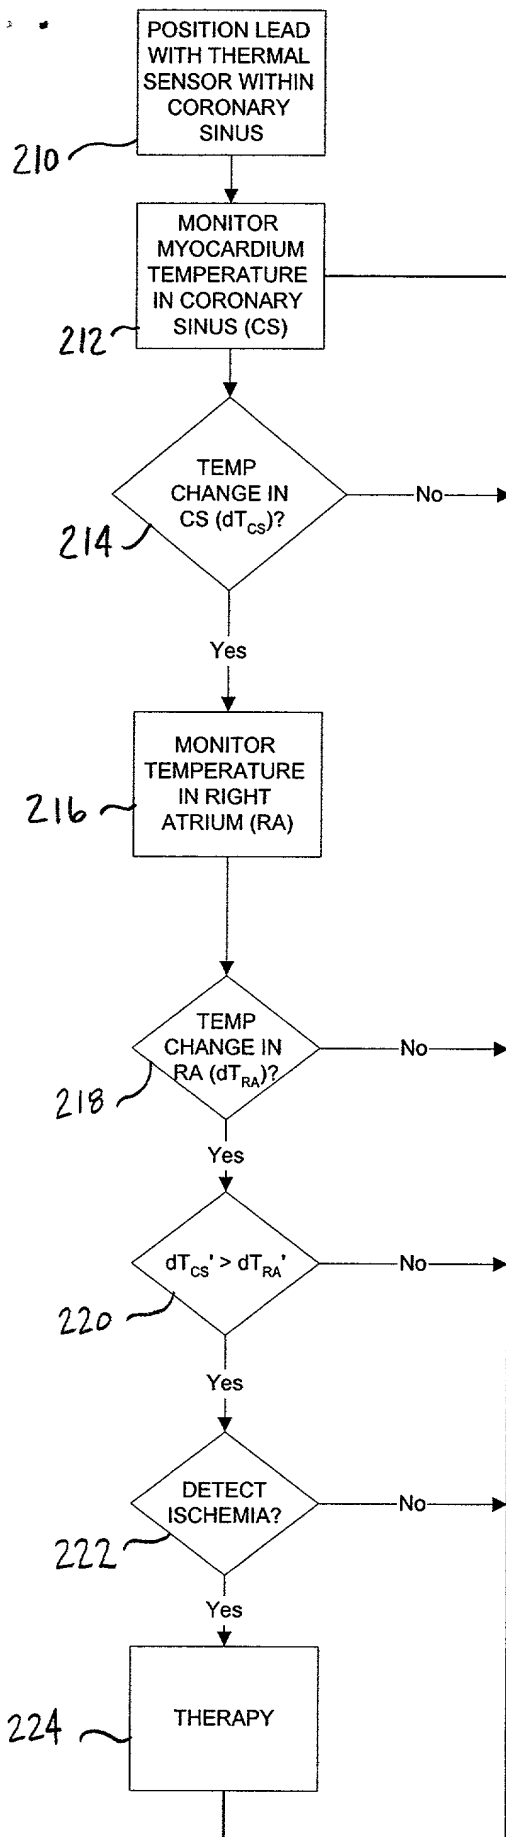 POSITION LEAD
WITH THERMAL
SENSOR WITHIN
CORONARY
SINUS
210
MONITOR
MYOCARDIUM
TEMPERATURE
IN CORONARY
SINUS (CS)
212
TEMP
CHANGE IN
CS (dT_CS)?
No
214
Yes
MONITOR
TEMPERATURE
IN RIGHT
ATRIUM (RA)
216
TEMP
CHANGE IN
RA (dT_RA)?
No
218
Yes
dT_CS' > dT_RA'
No
220
Yes
DETECT
ISCHEMIA?
No
222
Yes
THERAPY
224